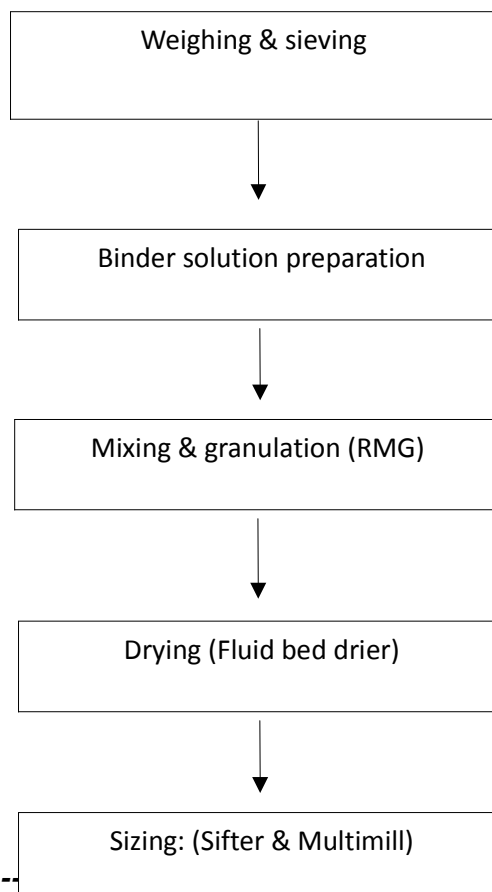 Weighing & sieving
Binder solution preparation
Mixing & granulation (RMG)
Drying (Fluid bed drier)
Sizing: (Sifter & Multimill)
--